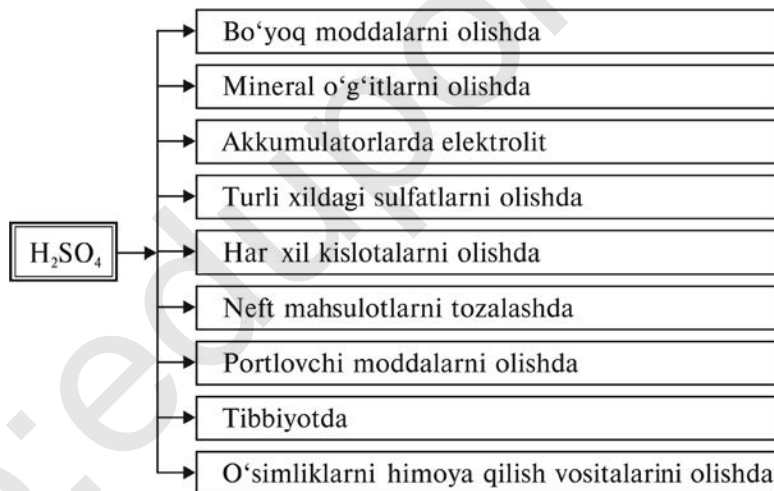 Bo‘yoq moddalarni olishda
Mineral o‘g‘itlarni olishda
Akkumulatorlarda elektrolit
Turli xildagi sulfatlarni olishda
H₂SO₄
Har xil kislotalarni olishda
Neft mahsulotlarni tozalashda
Portlovchi moddalarni olishda
Tibbiyotda
O‘simliklarni himoya qilish vositalarini olishda